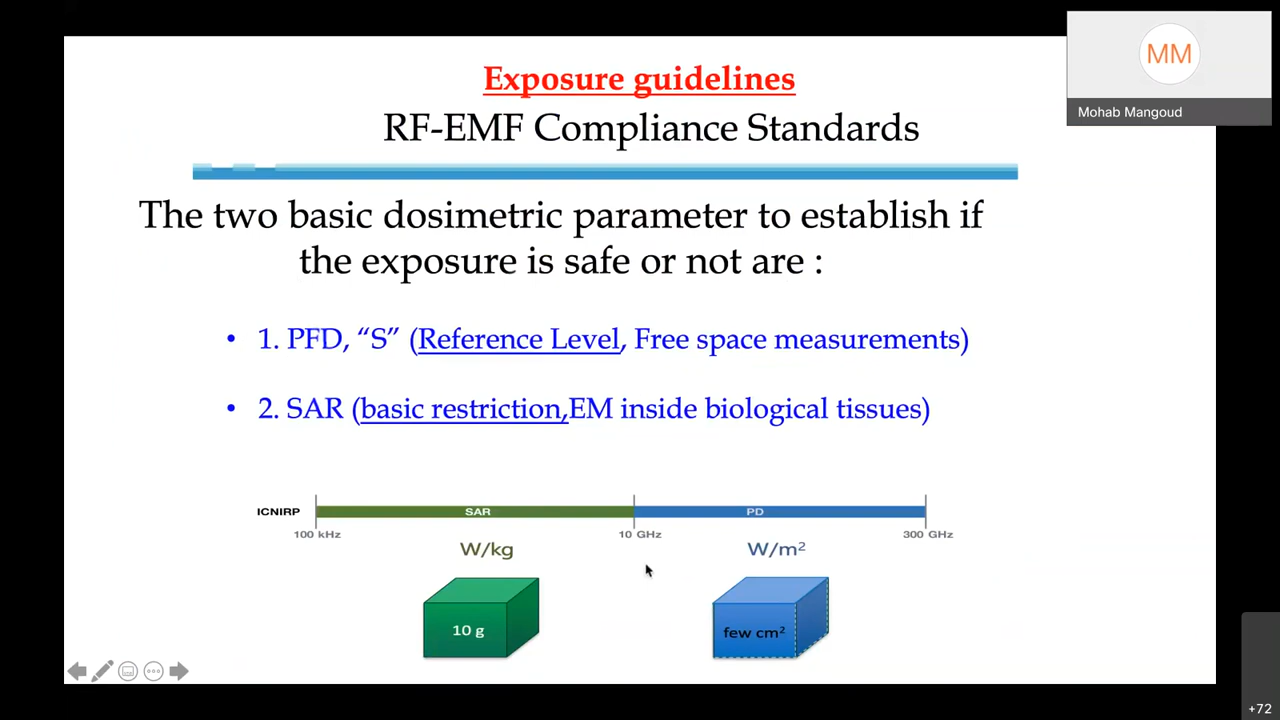 Exposure guidelines
RF-EMF Compliance Standards
The two basic dosimetric parameter to establish if
the exposure is safe or not are :
• 1. PFD, “S” (Reference Level, Free space measurements)
• 2. SAR (basic restriction,EM inside biological tissues)
ICNIRP
SAR
PD
100 kHz
10 GHz
300 GHz
W/kg
W/m²
10 g
few cm²
MM
Mohab Mangoud
+72